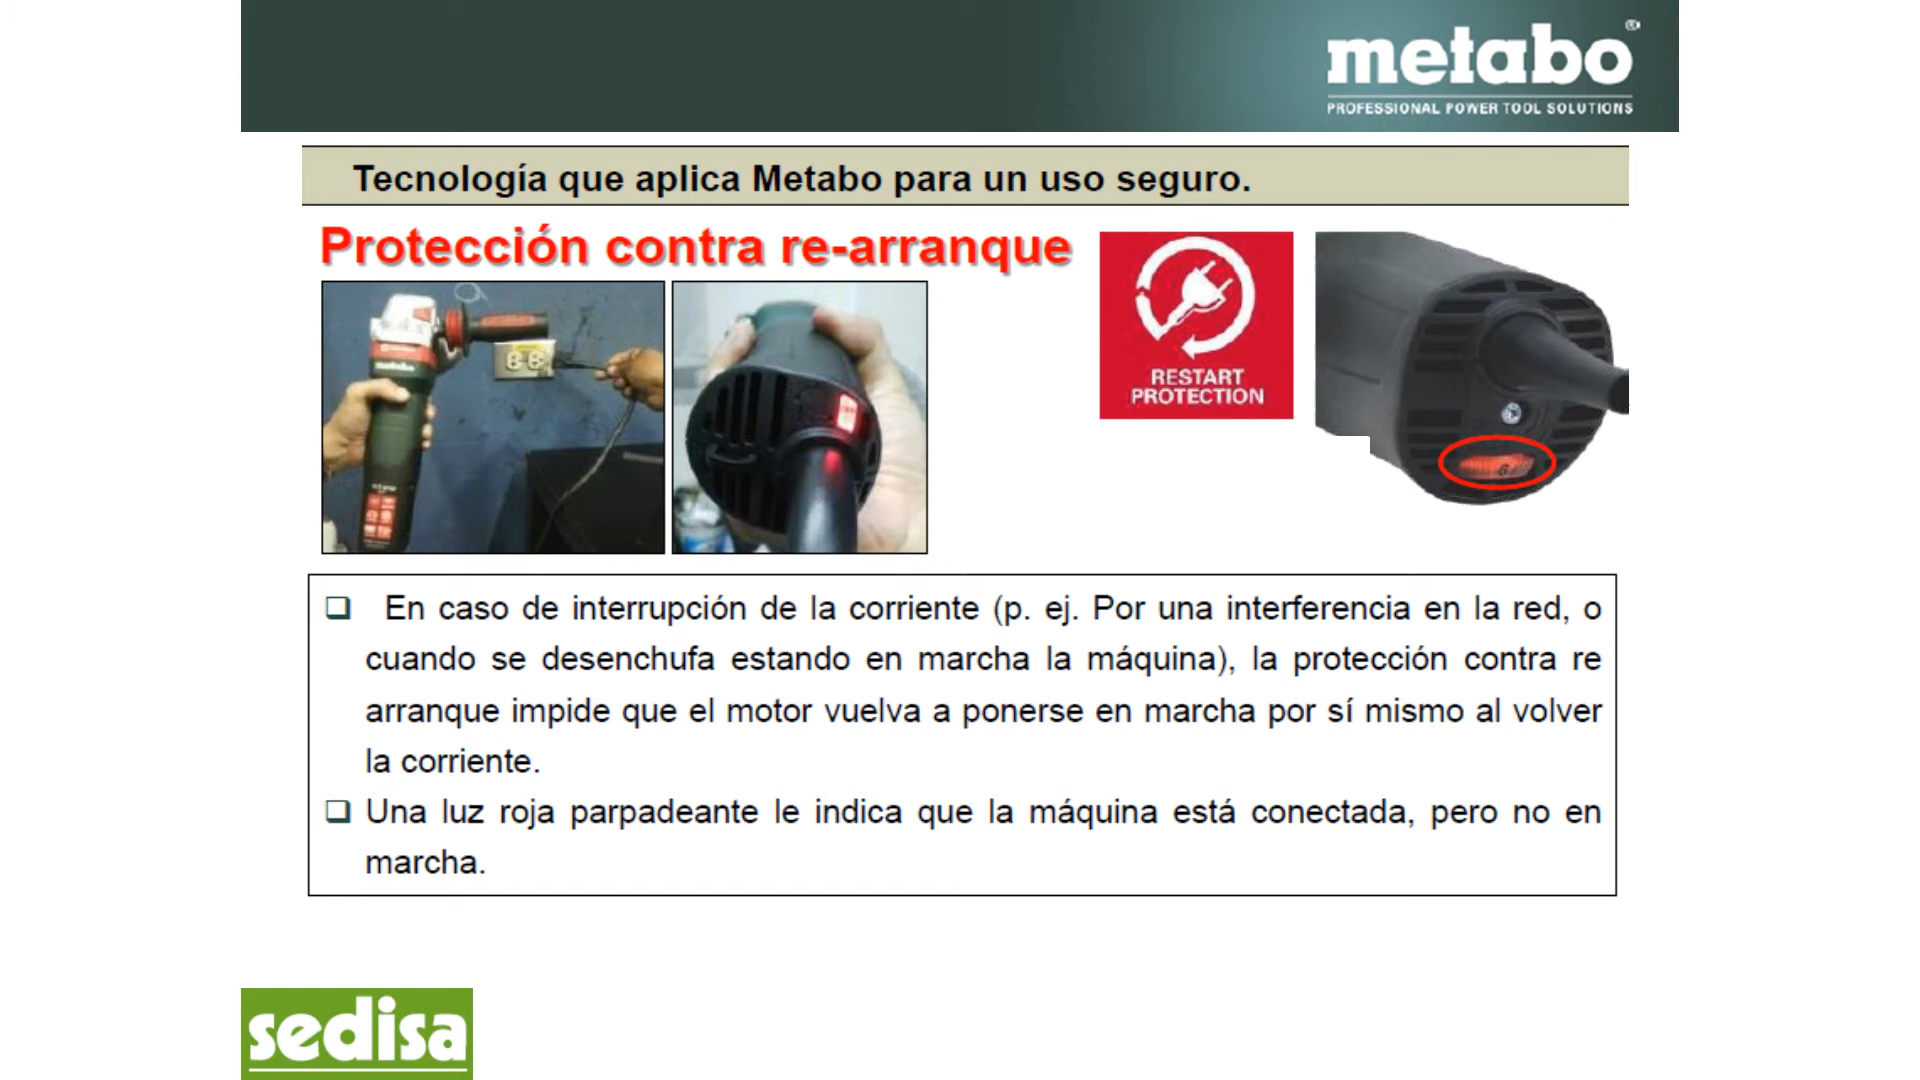 metabo®
PROFESSIONAL POWER TOOL SOLUTIONS
Tecnología que aplica Metabo para un uso seguro.
Protección contra re-arranque
metabo
RESTART
PROTECTION
6
❑ En caso de interrupción de la corriente (p. ej. Por una interferencia en la red, o
cuando se desenchufa estando en marcha la máquina), la protección contra re
arranque impide que el motor vuelva a ponerse en marcha por sí mismo al volver
la corriente.
❑ Una luz roja parpadeante le indica que la máquina está conectada, pero no en
marcha.
sedisa